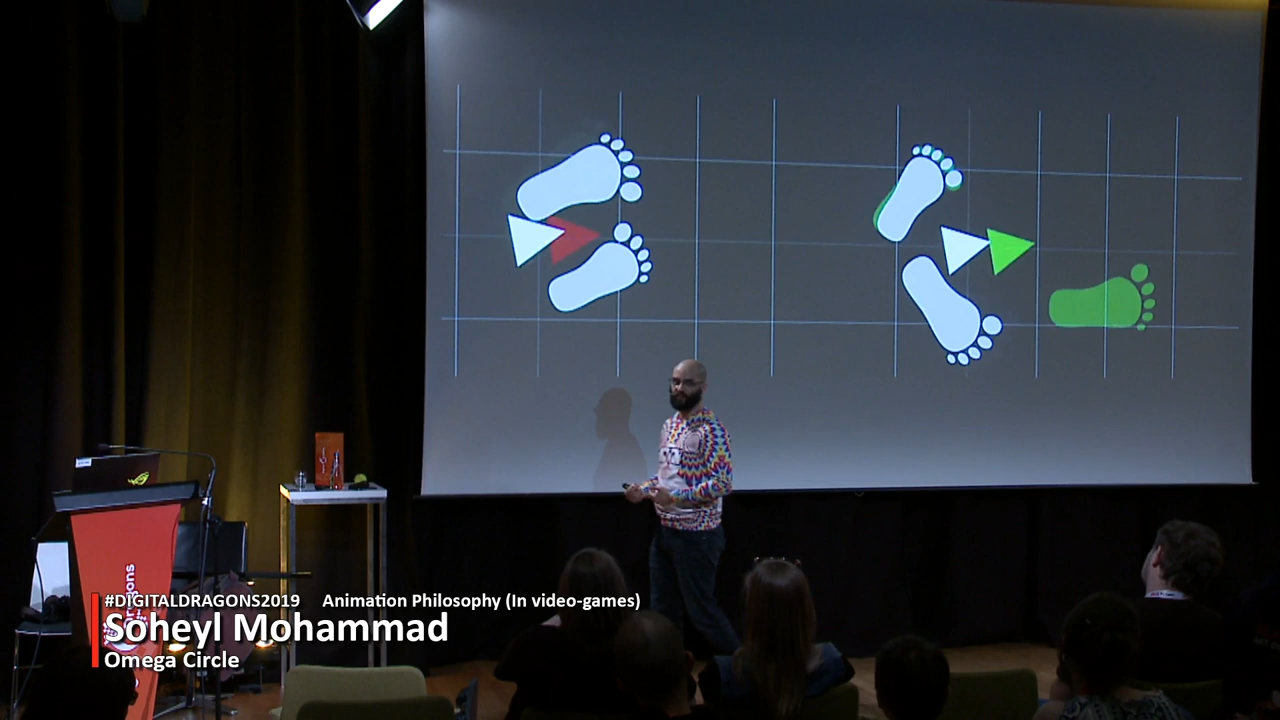 #DIGITALDRAGONS2019 Animation Philosophy (In video-games)
Soheyl Mohammad
Omega Circle